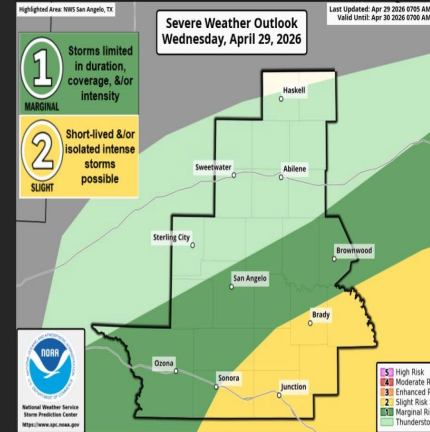 Highlighted Area: NWS San Angelo, TX
Severe Weather Outlook
Wednesday, April 29, 2026
Last Updated: Apr 29 2026 0705 AM
Valid Until: Apr 30 2026 0700 AM
1
MARGINAL
Storms limited
in duration,
coverage, &/or
intensity
2
SLIGHT
Short-lived &/or
isolated intense
storms
possible
Haskell
Sweetwater
Abilene
Sterling City
Brownwood
San Angelo
Brady
Ozona
Sonora
Junction
NOAA
National Weather Service
Storm Prediction Center
https://www.spc.noaa.gov
5 High Risk
4 Moderate R
3 Enhanced R
2 Slight Risk
1 Marginal Ri
Thundersto